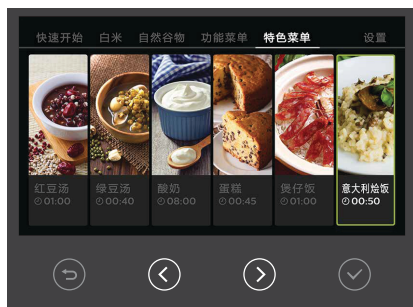 快速开始 白米 自然谷物 功能菜单 特色菜单 设置
红豆汤 绿豆汤 酸奶 蛋糕 煲仔饭 意大利烩饭
01:00 00:40 08:00 00:45 01:00 00:50